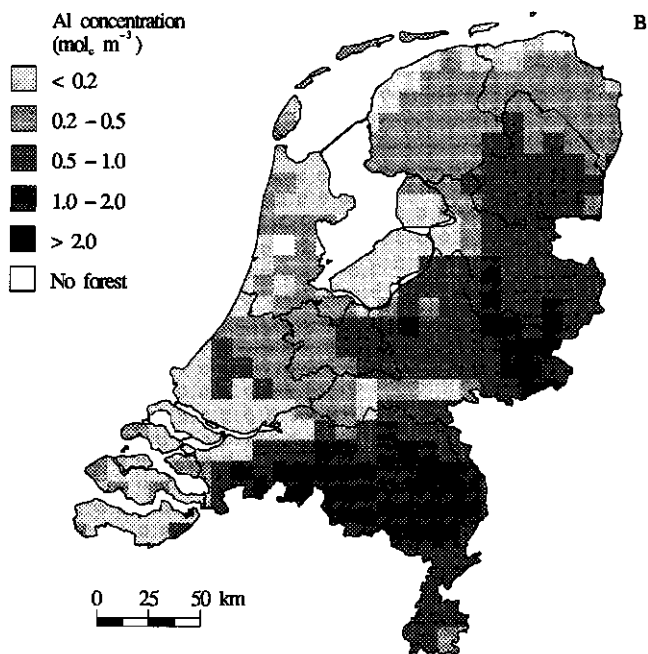 Al concentration
(molc m−3)
< 0.2
0.2 – 0.5
0.5 – 1.0
1.0 – 2.0
> 2.0
No forest
B
0 25 50 km